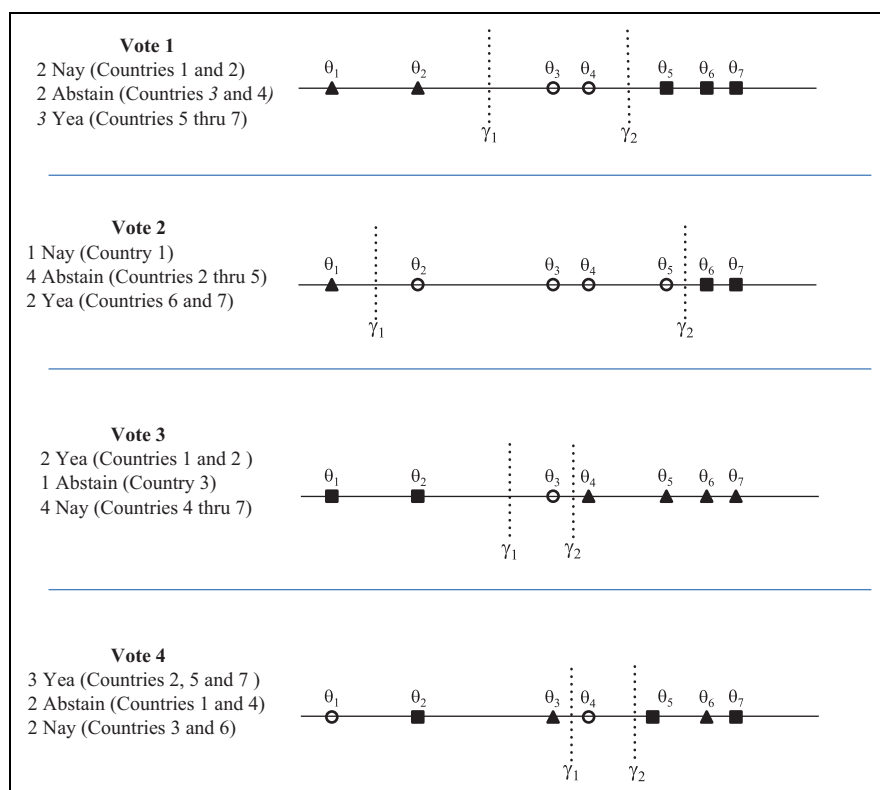 Vote 1
2 Nay (Countries 1 and 2)
2 Abstain (Countries 3 and 4)
3 Yea (Countries 5 thru 7)
θ1 θ2 θ3 θ4 θ5 θ6 θ7
γ1 γ2
Vote 2
1 Nay (Country 1)
4 Abstain (Countries 2 thru 5)
2 Yea (Countries 6 and 7)
θ1 θ2 θ3 θ4 θ5 θ6 θ7
γ1 γ2
Vote 3
2 Yea (Countries 1 and 2 )
1 Abstain (Country 3)
4 Nay (Countries 4 thru 7)
θ1 θ2 θ3 θ4 θ5 θ6 θ7
γ1 γ2
Vote 4
3 Yea (Countries 2, 5 and 7 )
2 Abstain (Countries 1 and 4)
2 Nay (Countries 3 and 6)
θ1 θ2 θ3 θ4 θ5 θ6 θ7
γ1 γ2